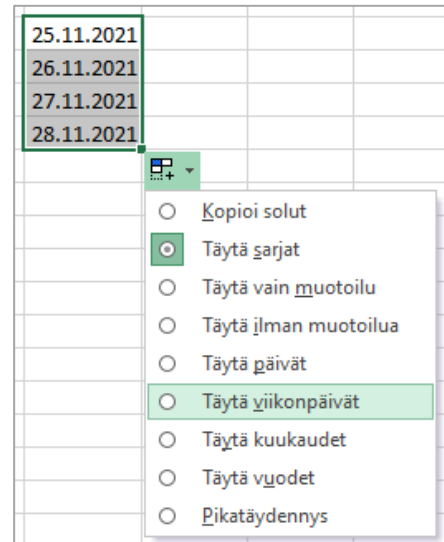 25.11.2021
26.11.2021
27.11.2021
28.11.2021
Kopioi solut
Täytä sarjat
Täytä vain muotoilu
Täytä ilman muotoilua
Täytä päivät
Täytä viikonpäivät
Täytä kuukaudet
Täytä vuodet
Pikatäydennys